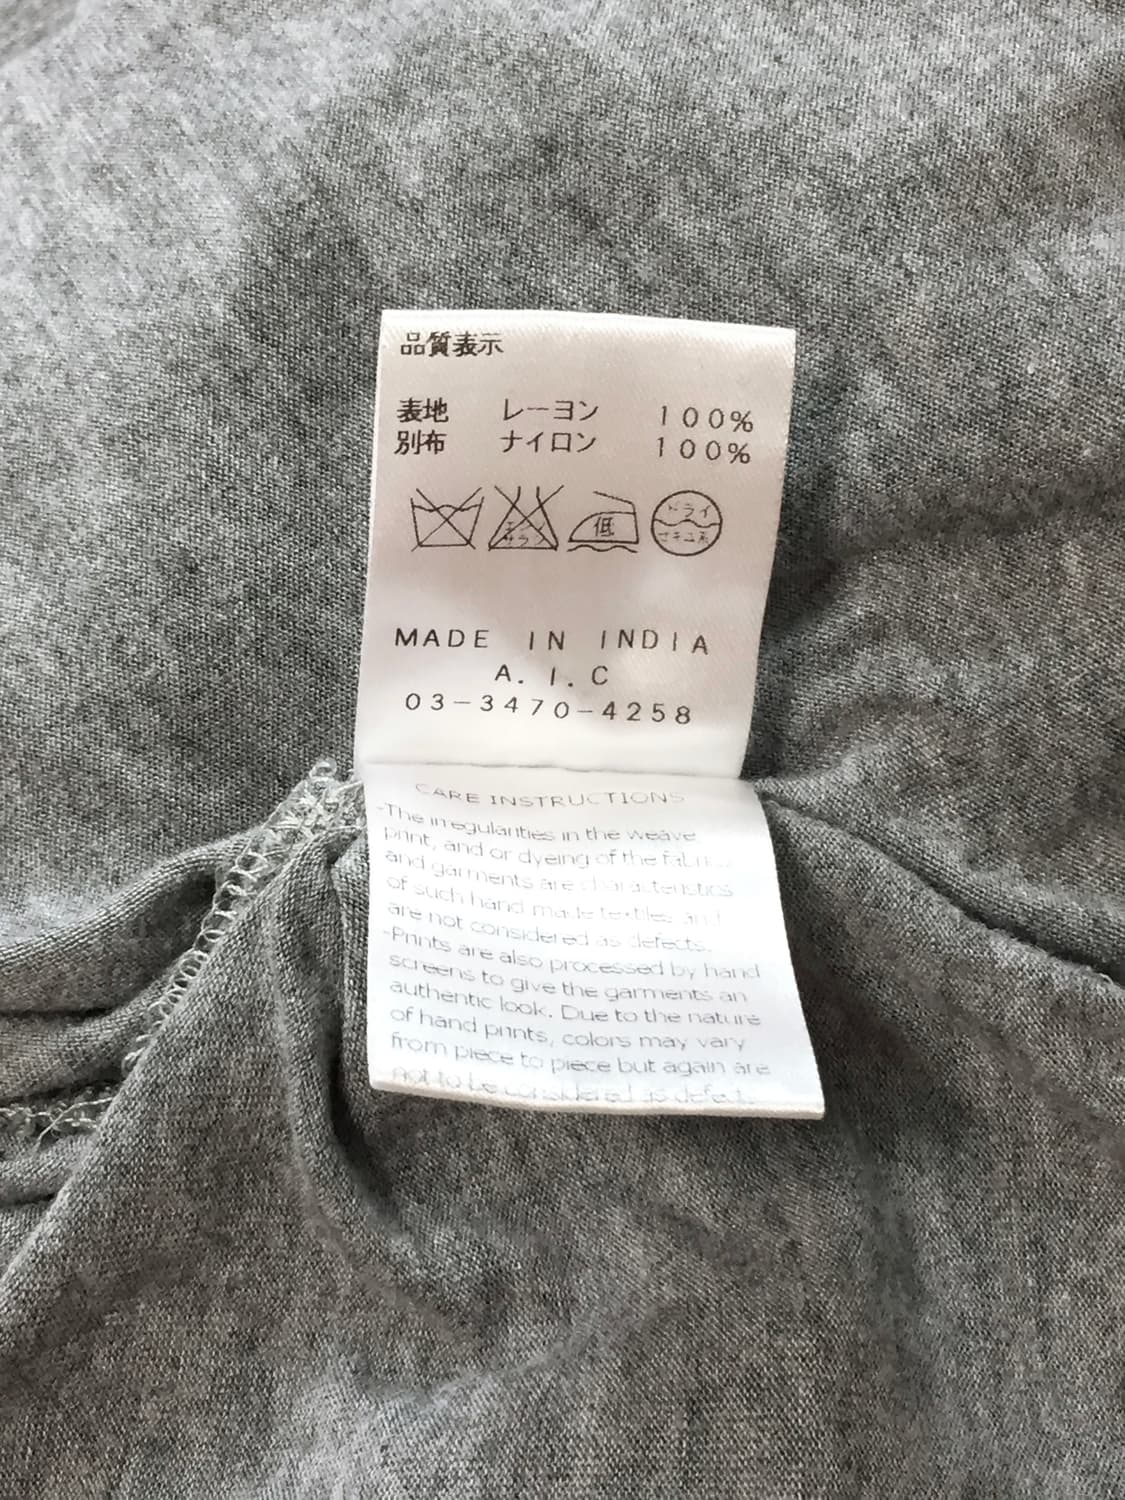 品質表示
表地 レーヨン 100%
別布 ナイロン 100%
低 ドライ
MADE IN INDIA
A.I.C
03-3470-4258
CARE INSTRUCTIONS
-The irregularities in the weave
print, and or dyeing of the fabric
and garments are characteristics
of such hand made textiles and
are not considered as defects.
-Prints are also processed by hand
screens to give the garments an
authentic look. Due to the nature
of hand prints, colors may vary
from piece to piece but again are
not to be considered as defect.